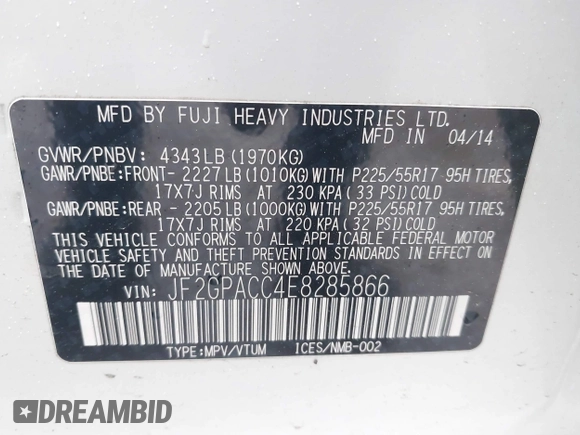 MFD BY FUJI HEAVY INDUSTRIES LTD.
MFD IN 04/14
GVWR/PNBV: 4343LB(1970KG)
GAWR/PNBE:FRONT- 2227LB(1010KG)WITH P225/55R17 95H TIRES,
17X7J RIMS AT 230 KPA(33 PSI)COLD
GAWR/PNBE:REAR - 2205LB(1000KG)WITH P225/55R17 95H TIRES,
17X7J RIMS AT 220 KPA(32 PSI)COLD
THIS VEHICLE CONFORMS TO ALL APPLICABLE FEDERAL MOTOR
VEHICLE SAFETY AND THEFT PREVENTION STANDARDS IN EFFECT
ON THE DATE OF MANUFACTURE SHOWN ABOVE.
VIN: JF2GPACC4E8285866
TYPE:MPV/VTUM ICES/NMB-002
DREAMBID